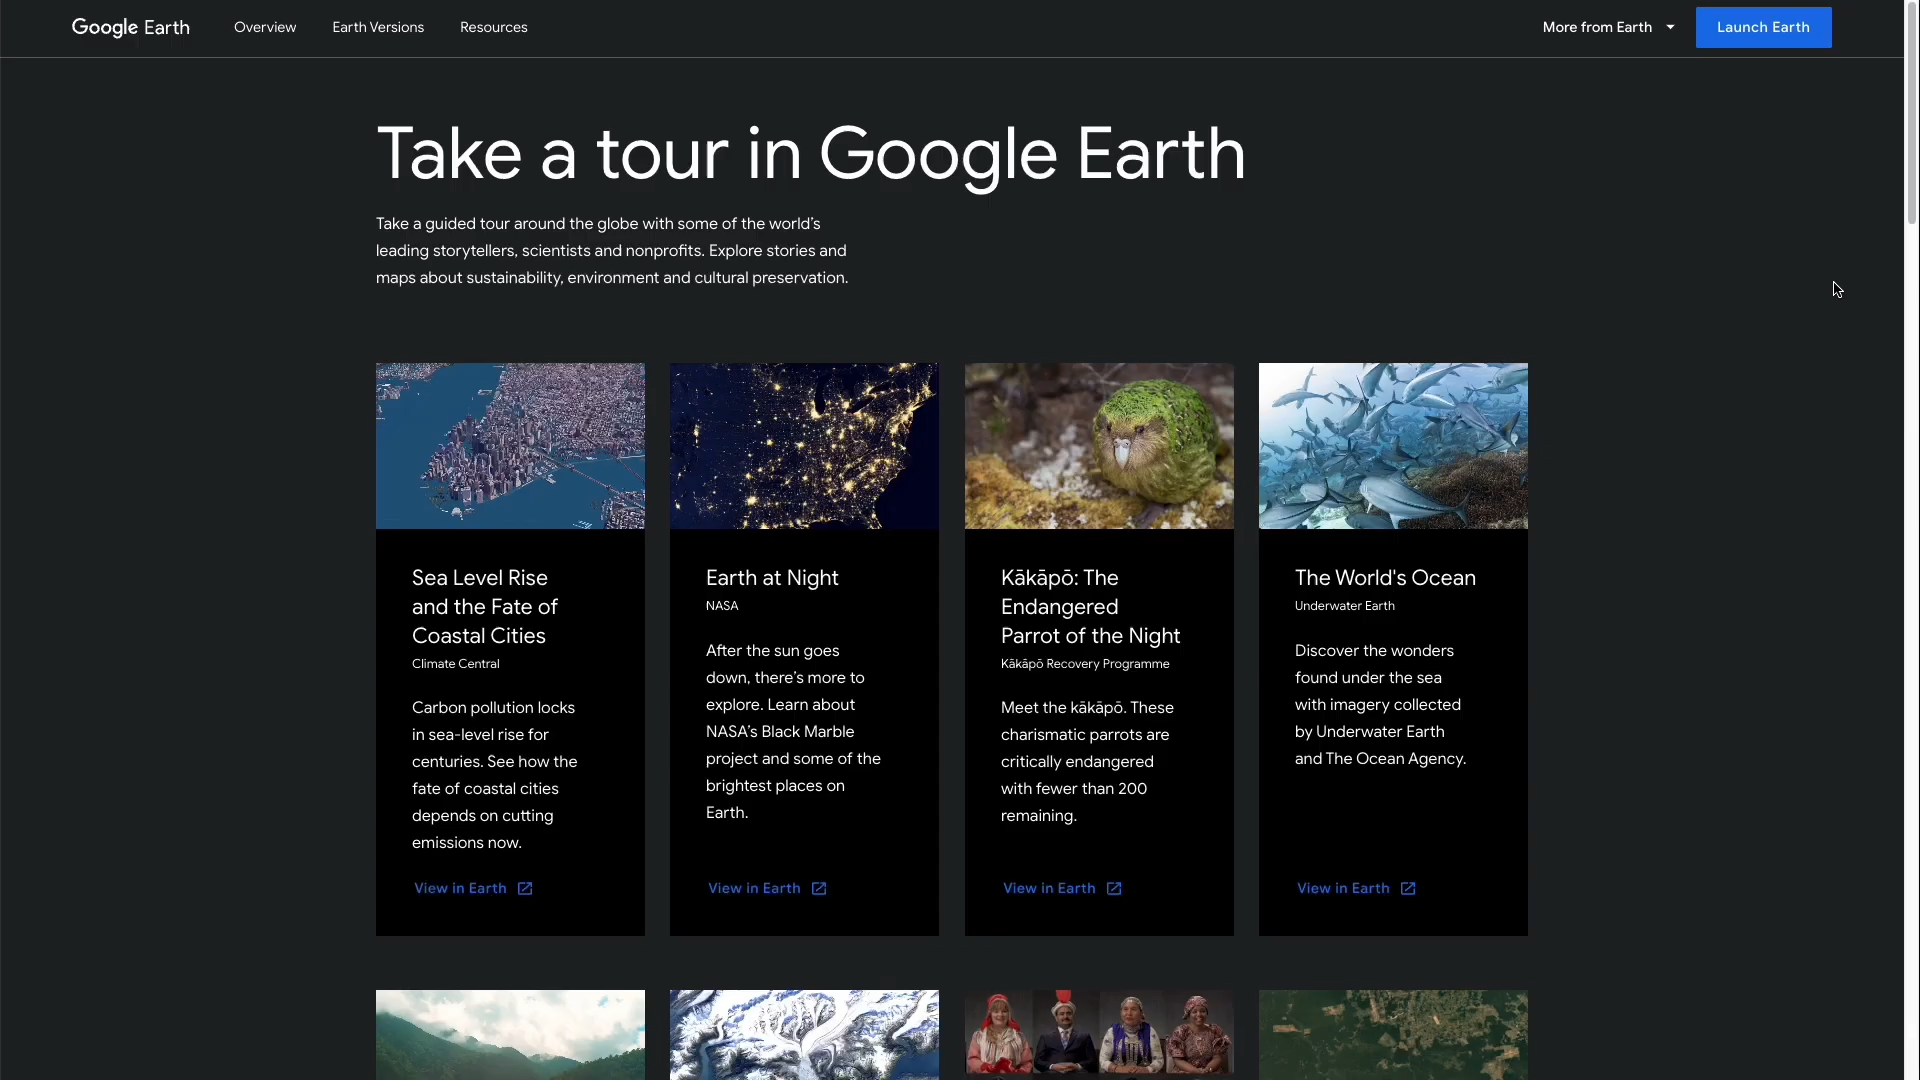 Google Earth
Overview
Earth Versions
Resources
More from Earth
Launch Earth
Take a tour in Google Earth
Take a guided tour around the globe with some of the world’s
leading storytellers, scientists and nonprofits. Explore stories and
maps about sustainability, environment and cultural preservation.
Sea Level Rise
and the Fate of
Coastal Cities
Climate Central
Carbon pollution locks
in sea-level rise for
centuries. See how the
fate of coastal cities
depends on cutting
emissions now.
View in Earth
Earth at Night
NASA
After the sun goes
down, there’s more to
explore. Learn about
NASA’s Black Marble
project and some of the
brightest places on
Earth.
View in Earth
Kākāpō: The
Endangered
Parrot of the Night
Kākāpō Recovery Programme
Meet the kākāpō. These
charismatic parrots are
critically endangered
with fewer than 200
remaining.
View in Earth
The World's Ocean
Underwater Earth
Discover the wonders
found under the sea
with imagery collected
by Underwater Earth
and The Ocean Agency.
View in Earth